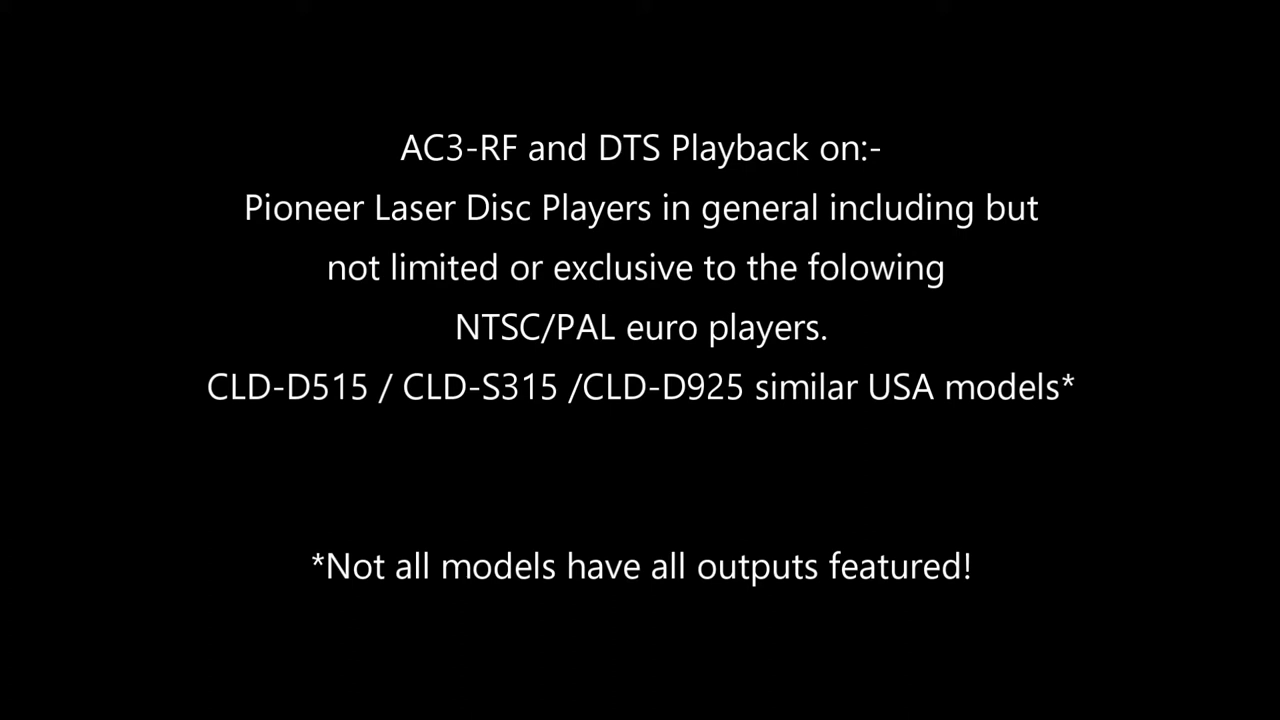 AC3-RF and DTS Playback on:-
Pioneer Laser Disc Players in general including but
not limited or exclusive to the folowing
NTSC/PAL euro players.
CLD-D515 / CLD-S315 /CLD-D925 similar USA models*
*Not all models have all outputs featured!